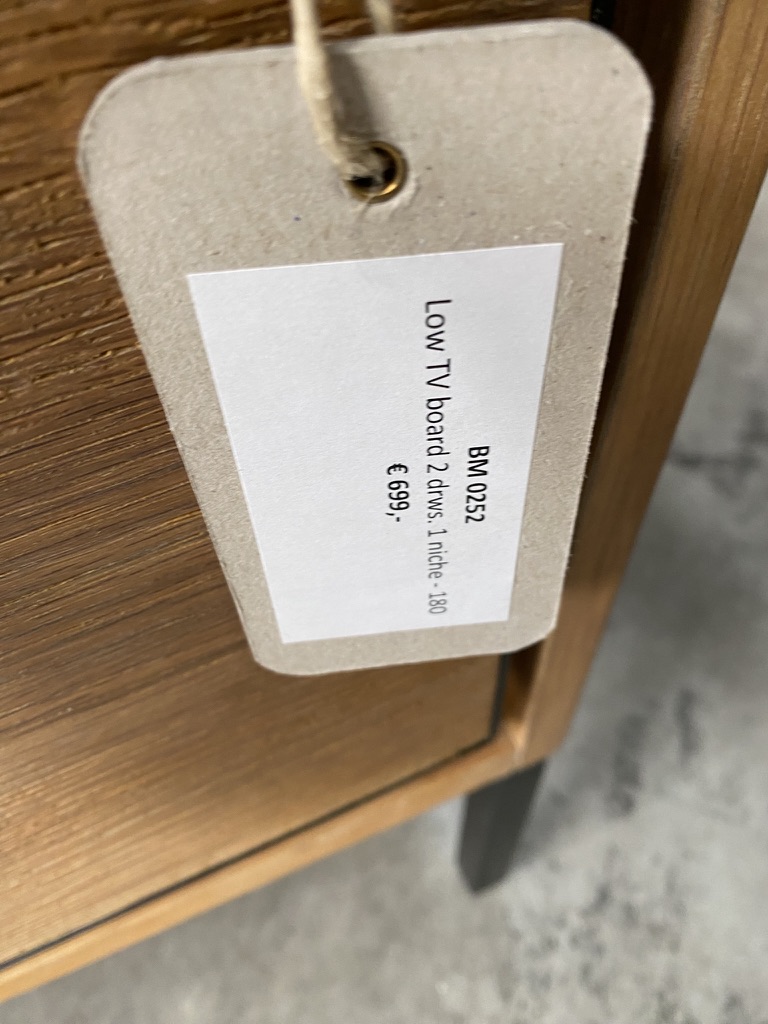 BM 0252
Low TV board 2 drws. 1 niche - 180
€ 699,-